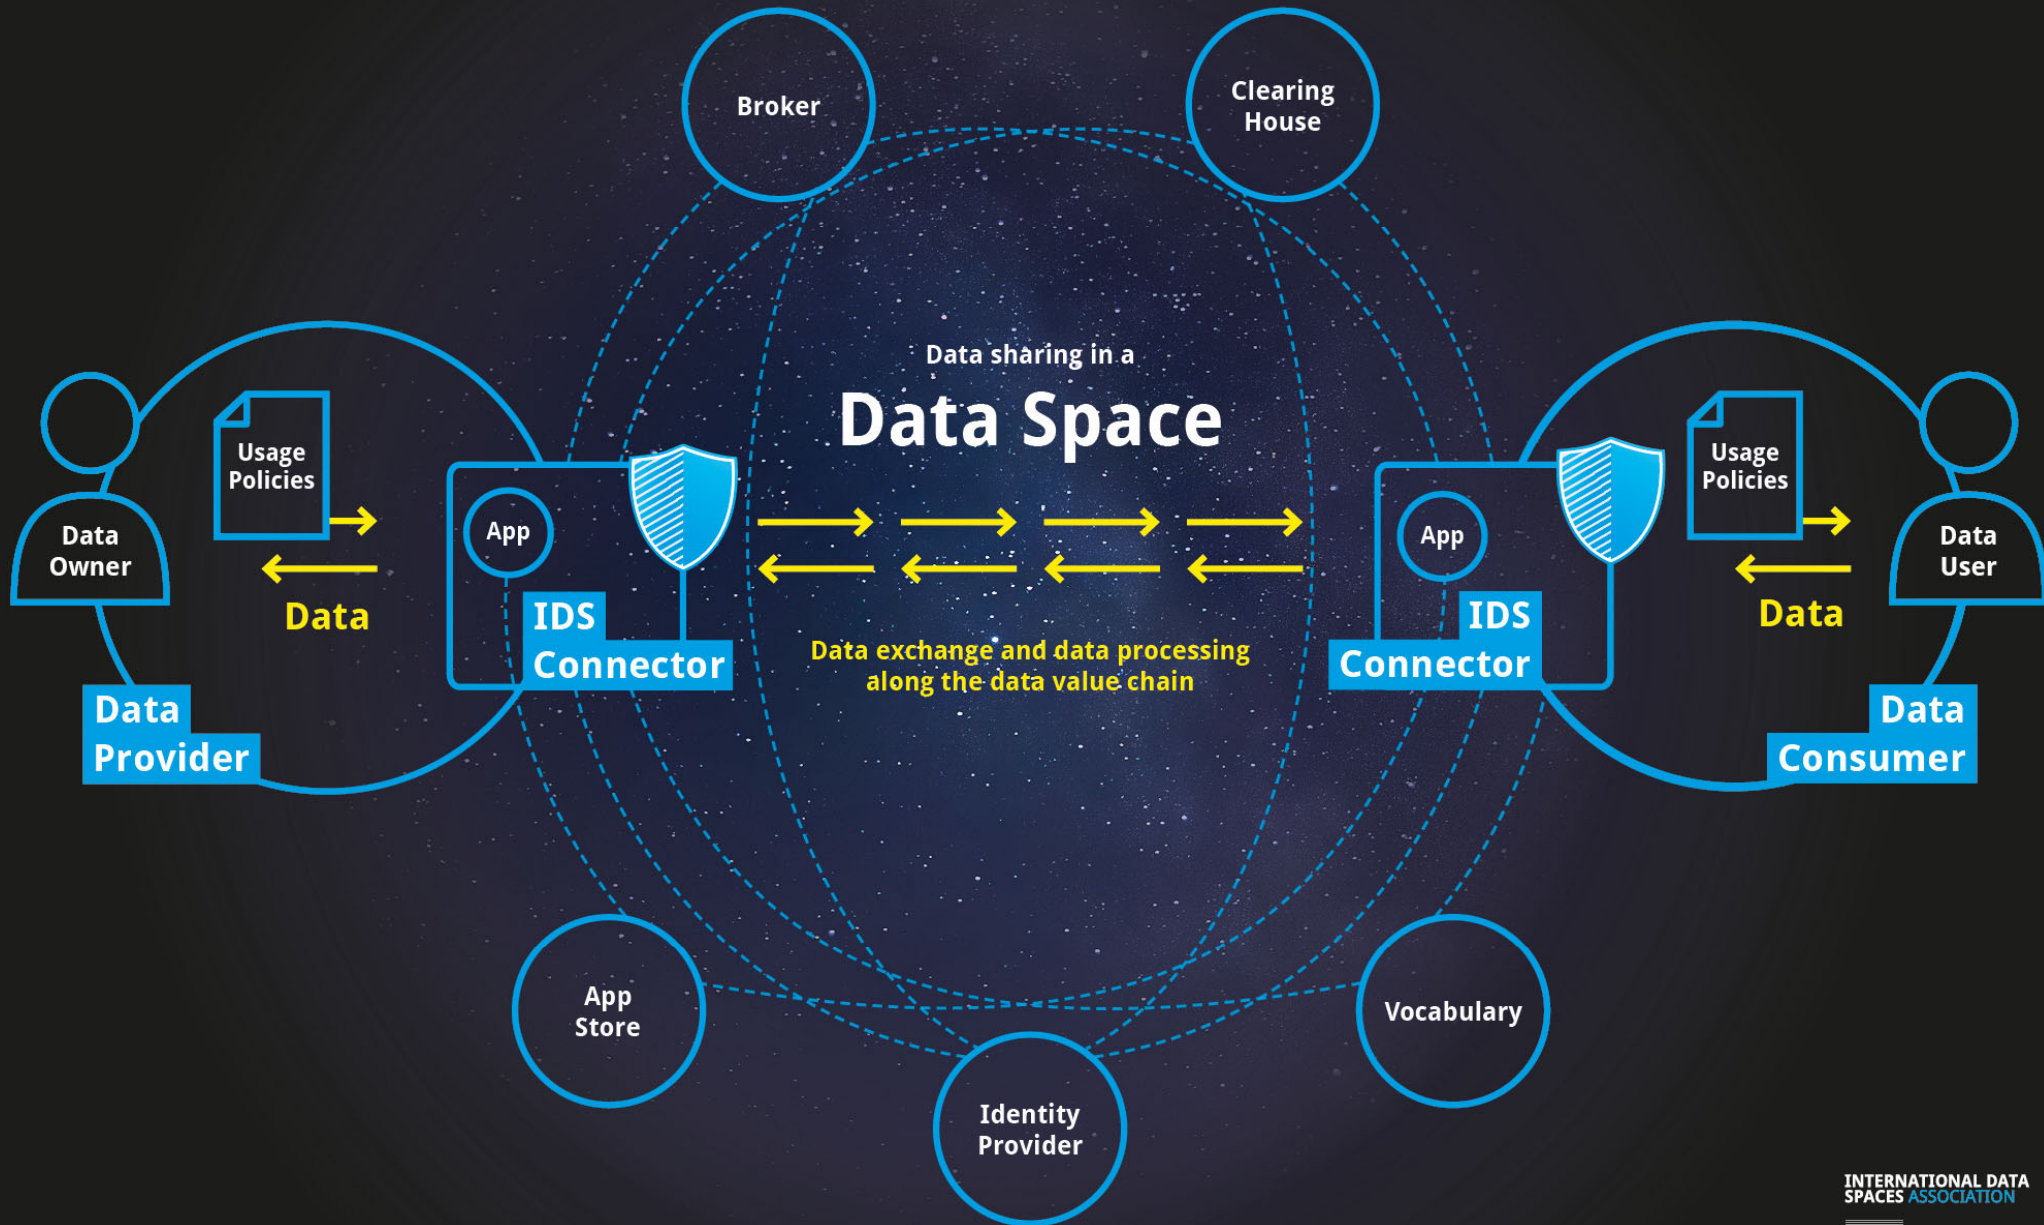 Broker
Clearing
House
Data sharing in a
Data Space
Usage
Policies
Usage
Policies
Data
Owner
App
App
Data
User
Data
IDS
Connector
Data exchange and data processing
along the data value chain
IDS
Connector
Data
Data
Provider
Data
Consumer
App
Store
Vocabulary
Identity
Provider
INTERNATIONAL DATA
SPACES ASSOCIATION